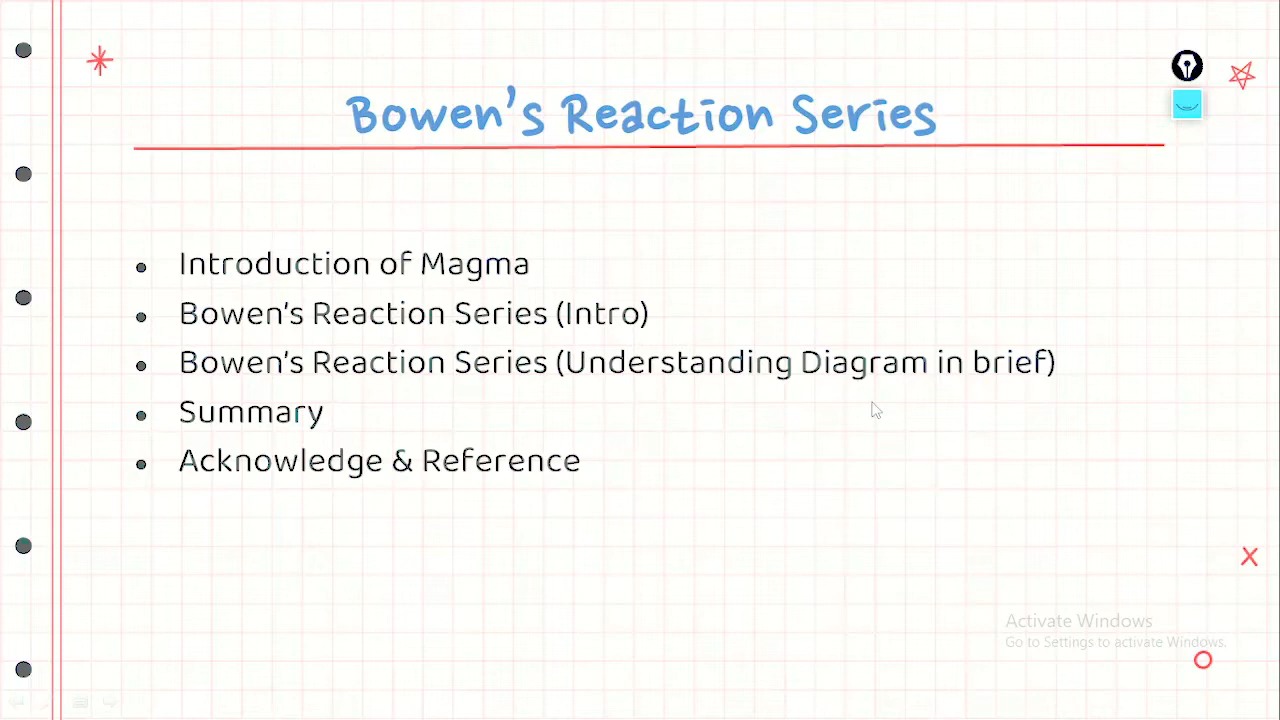 Bowen's Reaction Series
Introduction of Magma
Bowen's Reaction Series (Intro)
Bowen's Reaction Series (Understanding Diagram in brief)
Summary
Acknowledge & Reference
Activate Windows
Go to Settings to activate Windows.